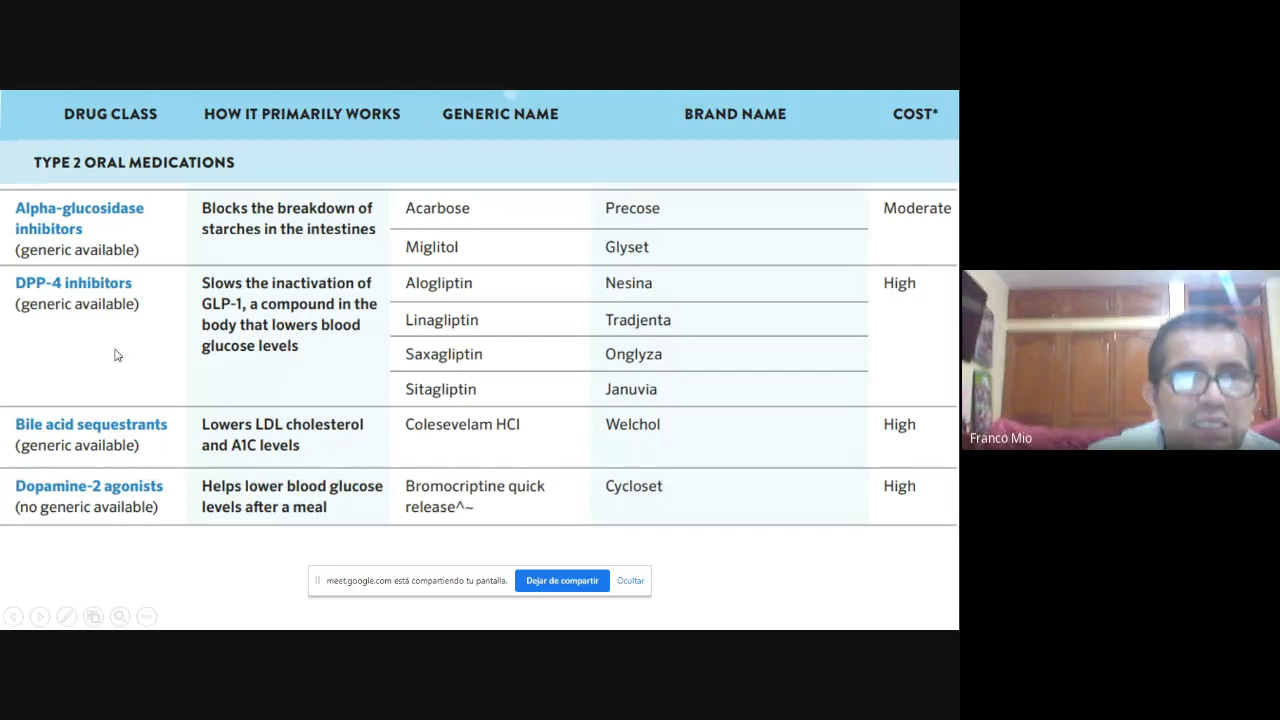 DRUG CLASS HOW IT PRIMARILY WORKS GENERIC NAME BRAND NAME COST*
TYPE 2 ORAL MEDICATIONS
Alpha-glucosidase
inhibitors
(generic available)
Blocks the breakdown of
starches in the intestines
Acarbose Precose Moderate
Miglitol Glyset
DPP-4 inhibitors
(generic available)
Slows the inactivation of
GLP-1, a compound in the
body that lowers blood
glucose levels
Alogliptin Nesina High
Linagliptin Tradjenta
Saxagliptin Onglyza
Sitagliptin Januvia
Bile acid sequestrants
(generic available)
Lowers LDL cholesterol
and A1C levels
Colesevelam HCl Welchol High
Dopamine-2 agonists
(no generic available)
Helps lower blood glucose
levels after a meal
Bromocriptine quick
release^~
Cycloset High
meet.google.com está compartiendo tu pantalla. Dejar de compartir Ocultar
Franco Mio